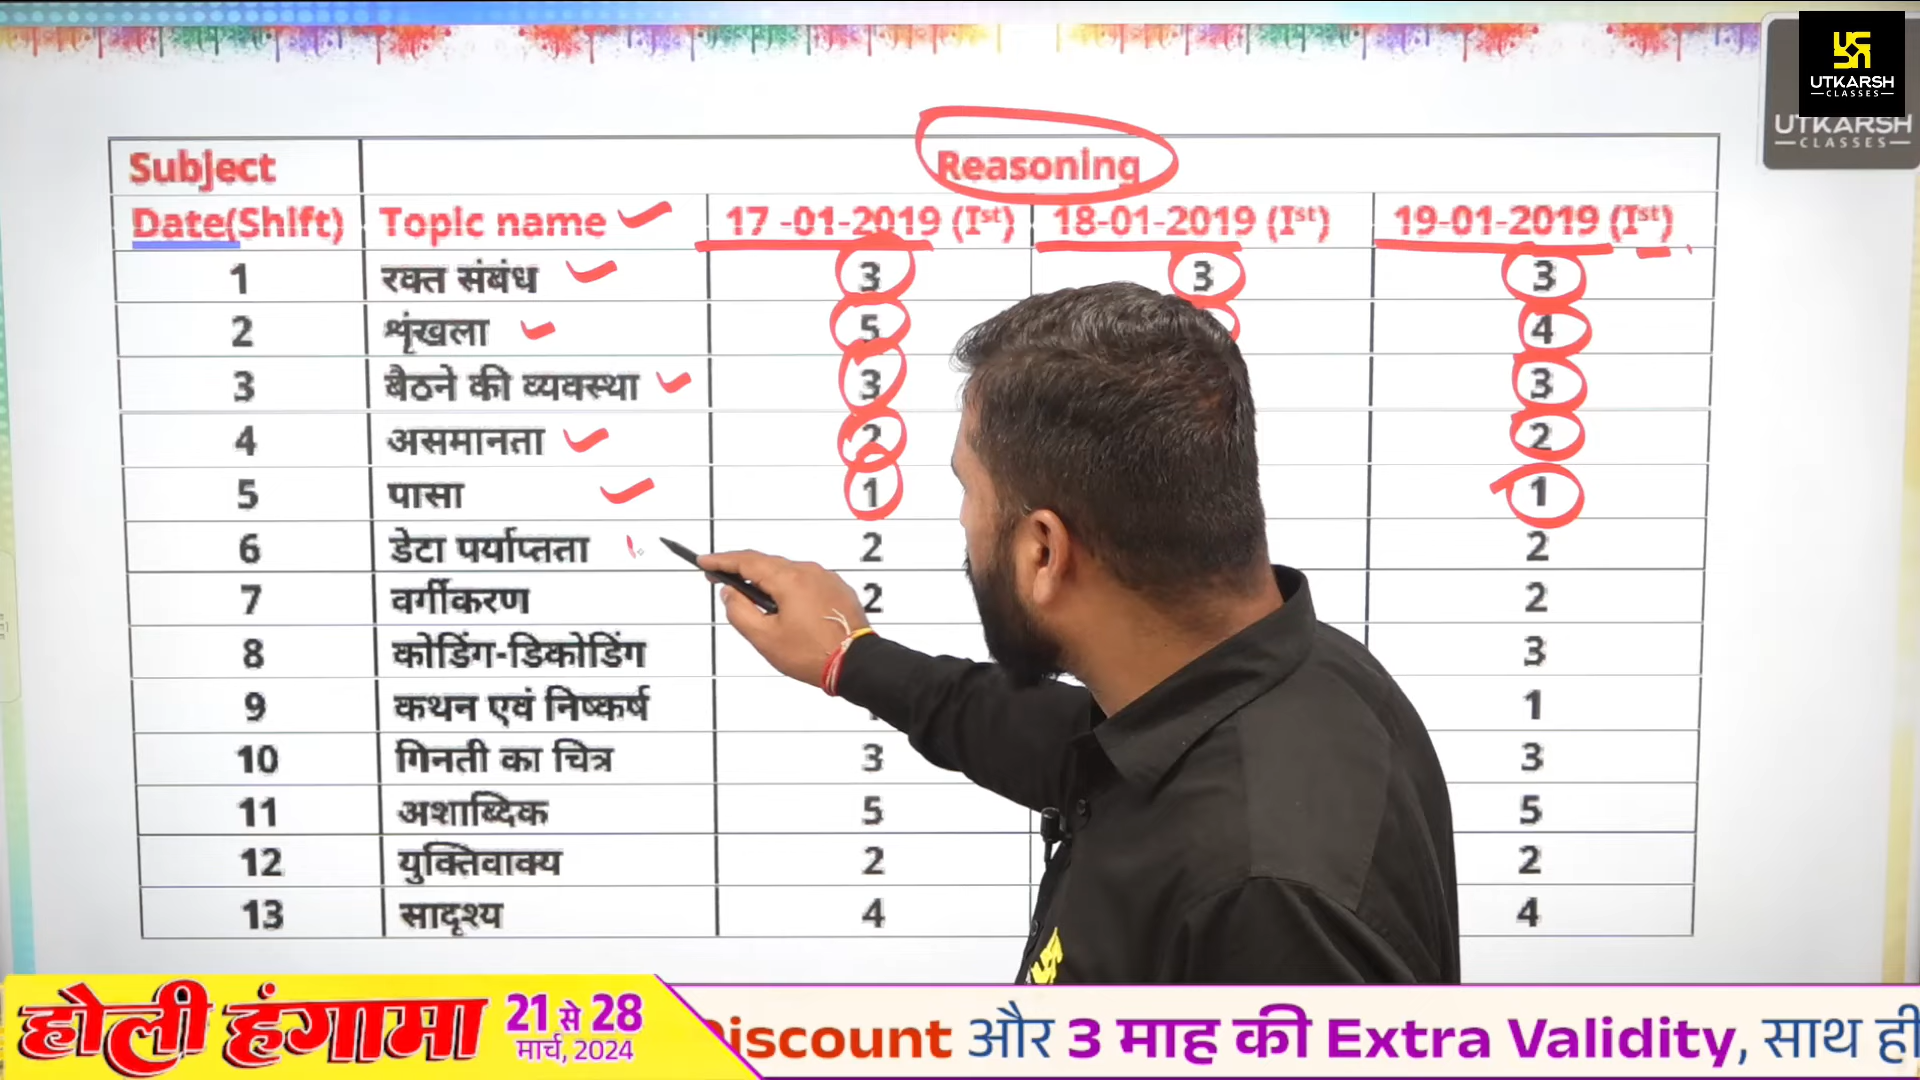 UTKARSH
CLASSES
UTKARSH
CLASSES
Subject Reasoning
Date(Shift) Topic name 17 -01-2019 (Iˢᵗ) 18-01-2019 (Iˢᵗ) 19-01-2019 (Iˢᵗ)
1 रक्त संबंध 3 3 3
2 शृंखला 5 4
3 बैठने की व्यवस्था 3 3
4 असमानता 2 2
5 पासा 1 1
6 डेटा पर्याप्तता 2 2
7 वर्गीकरण 2 2
8 कोडिंग-डिकोडिंग 3
9 कथन एवं निष्कर्ष 1
10 गिनती का चित्र 3 3
11 अशाब्दिक 5 5
12 युक्तिवाक्य 2 2
13 सादृश्य 4 4
होली हंगामा 21 से 28
मार्च, 2024
iscount और 3 माह की Extra Validity, साथ ही